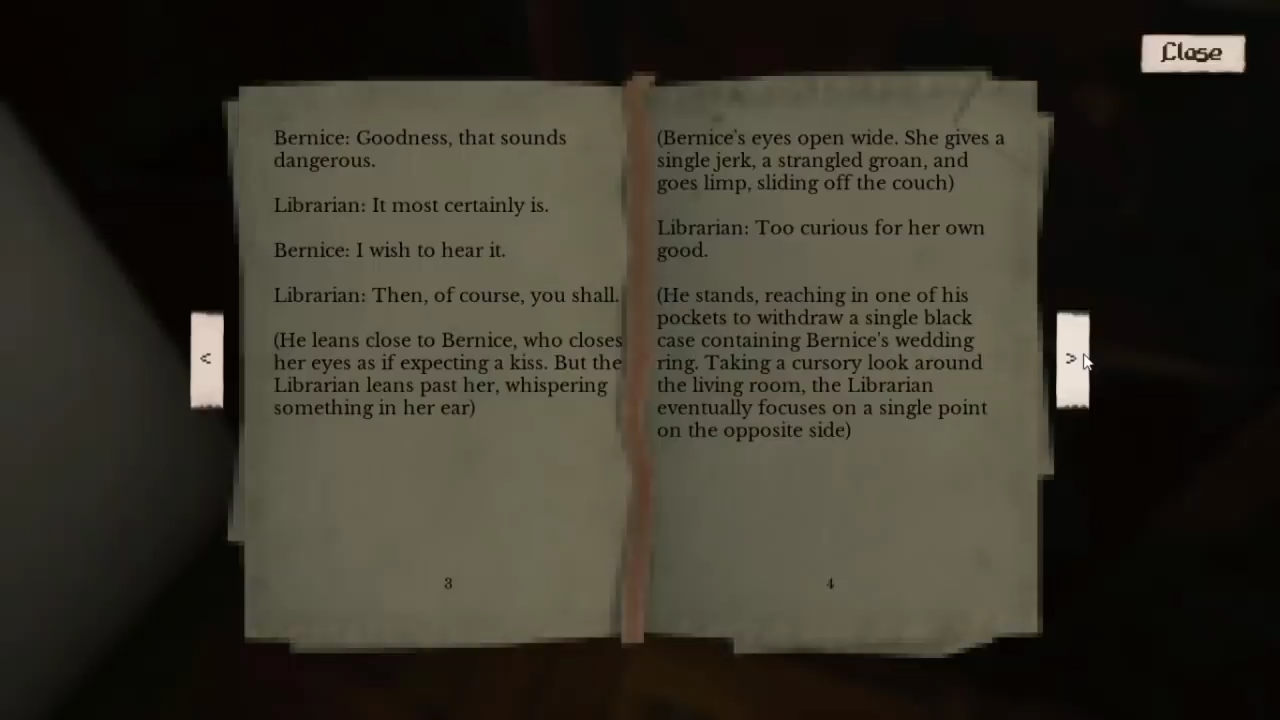 Close
Bernice: Goodness, that sounds
dangerous.
Librarian: It most certainly is.
Bernice: I wish to hear it.
Librarian: Then, of course, you shall.
(He leans close to Bernice, who closes
her eyes as if expecting a kiss. But the
Librarian leans past her, whispering
something in her ear)
3
(Bernice's eyes open wide. She gives a
single jerk, a strangled groan, and
goes limp, sliding off the couch)
Librarian: Too curious for her own
good.
(He stands, reaching in one of his
pockets to withdraw a single black
case containing Bernice's wedding
ring. Taking a cursory look around
the living room, the Librarian
eventually focuses on a single point
on the opposite side)
4
<
>